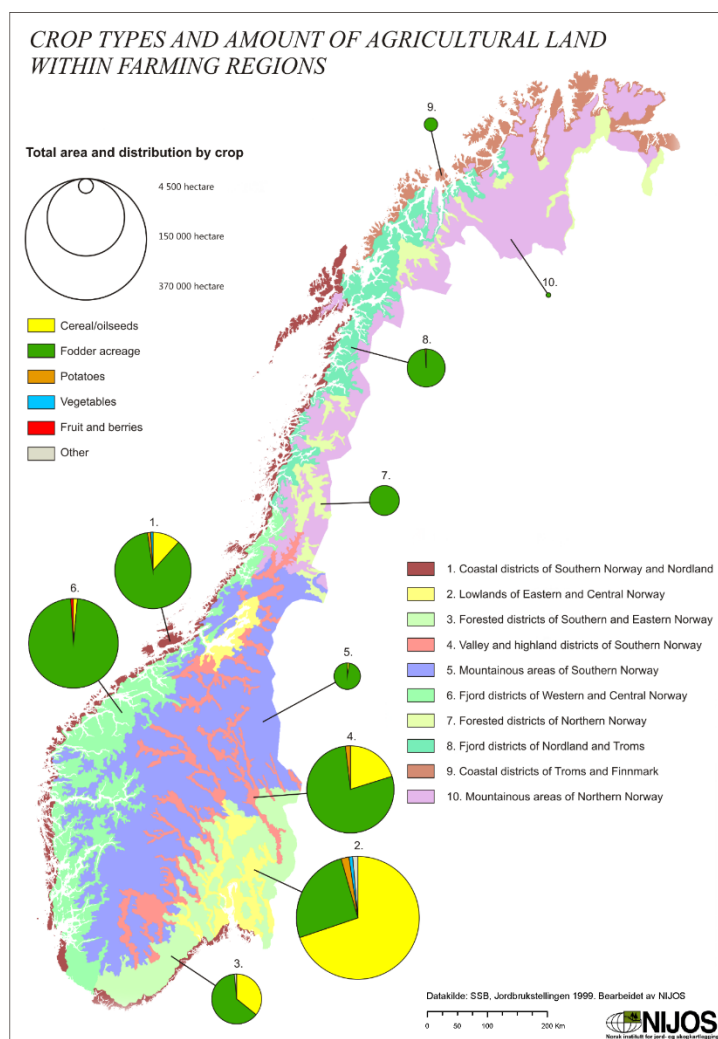 CROP TYPES AND AMOUNT OF AGRICULTURAL LAND
WITHIN FARMING REGIONS
Total area and distribution by crop
4 500 hectare
150 000 hectare
370 000 hectare
Cereal/oilseeds
Fodder acreage
Potatoes
Vegetables
Fruit and berries
Other
9.
10.
8.
7.
1.
6.
5.
4.
2.
3.
1. Coastal districts of Southern Norway and Nordland
2. Lowlands of Eastern and Central Norway
3. Forested districts of Southern and Eastern Norway
4. Valley and highland districts of Southern Norway
5. Mountainous areas of Southern Norway
6. Fjord districts of Western and Central Norway
7. Forested districts of Northern Norway
8. Fjord districts of Nordland and Troms
9. Coastal districts of Troms and Finnmark
10. Mountainous areas of Northern Norway
Datakilde: SSB, Jordbrukstellingen 1999. Bearbeidet av NIJOS
0 50 100 200 Km
NIJOS
Norsk institutt for jord- og skogkartlegging